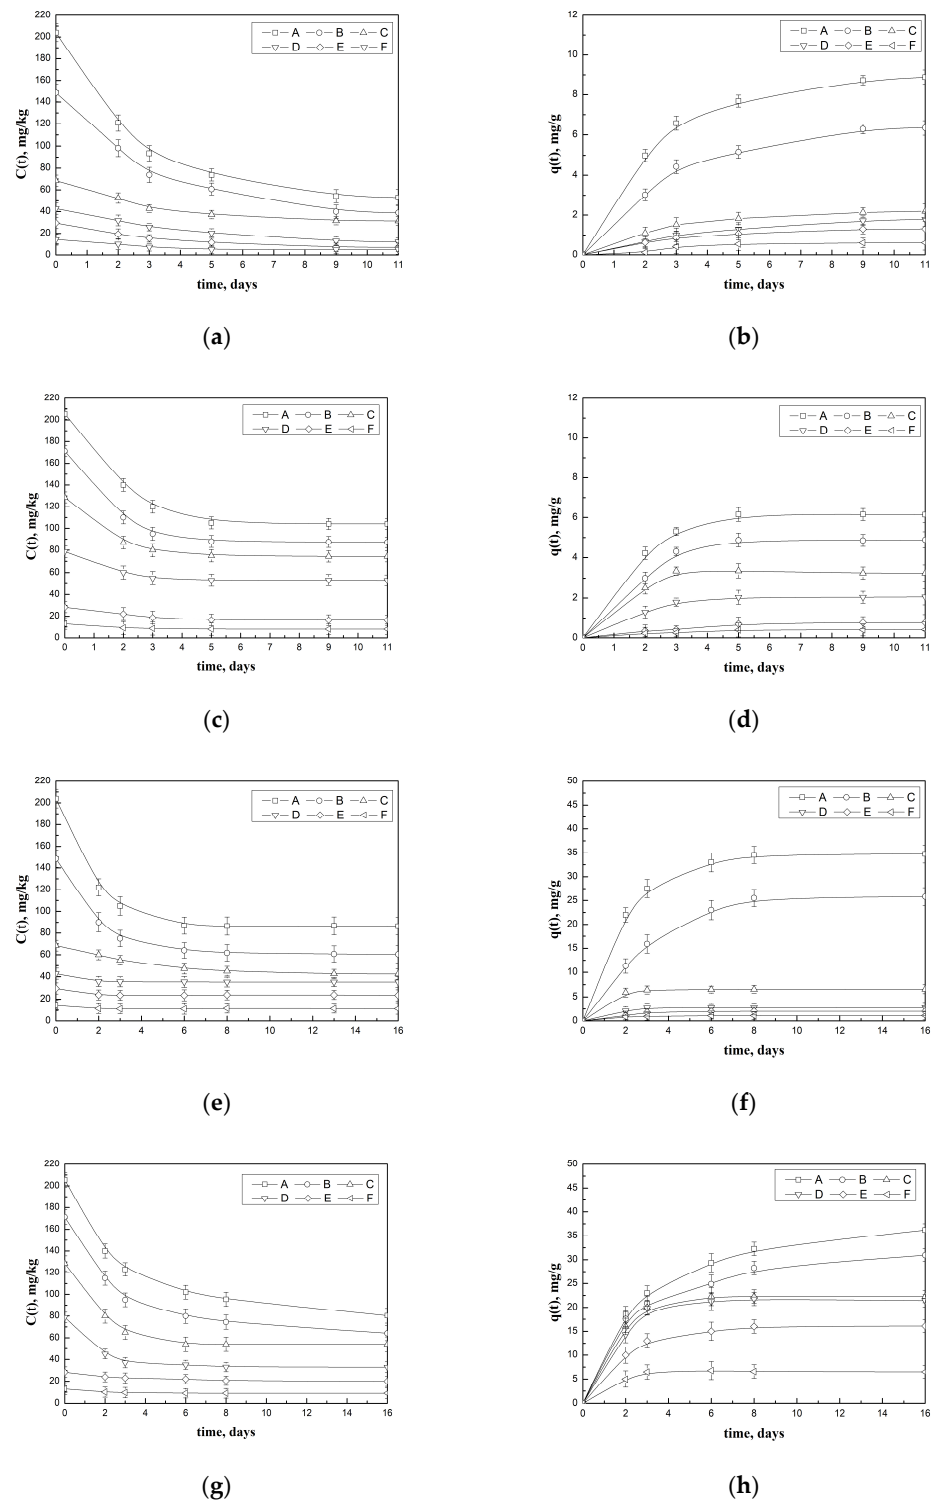 220
200
180
160
140
120
100
80
60
40
20
0
C(t), mg/kg
A B C
D E F
0 1 2 3 4 5 6 7 8 9 10 11
time, days
(a)
12
10
8
6
4
2
0
q(t), mg/g
A B C
D E F
0 1 2 3 4 5 6 7 8 9 10 11
time, days
(b)
220
200
180
160
140
120
100
80
60
40
20
0
C(t), mg/kg
A B C
D E F
0 1 2 3 4 5 6 7 8 9 10 11
time, days
(c)
12
10
8
6
4
2
0
q(t), mg/g
A B C
D E F
0 1 2 3 4 5 6 7 8 9 10 11
time, days
(d)
220
200
180
160
140
120
100
80
60
40
20
0
C(t), mg/kg
A B C
D E F
0 2 4 6 8 10 12 14 16
time, days
(e)
50
45
40
35
30
25
20
15
10
5
0
q(t), mg/g
A B C
D E F
0 2 4 6 8 10 12 14 16
time, days
(f)
220
200
180
160
140
120
100
80
60
40
20
0
C(t), mg/kg
A B C
D E F
0 2 4 6 8 10 12 14 16
time, days
(g)
50
45
40
35
30
25
20
15
10
5
0
q(t), mg/g
A B C
D E F
0 2 4 6 8 10 12 14 16
time, days
(h)